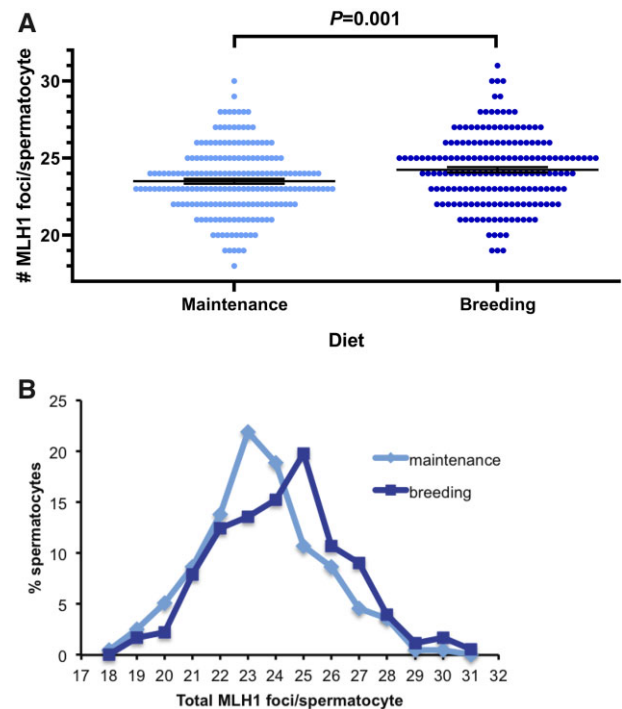 A
P=0.001
# MLH1 foci/spermatocyte
30
25
20
Maintenance
Breeding
Diet
B
% spermatocytes
25
20
15
10
5
0
maintenance
breeding
17 18 19 20 21 22 23 24 25 26 27 28 29 30 31 32
Total MLH1 foci/spermatocyte